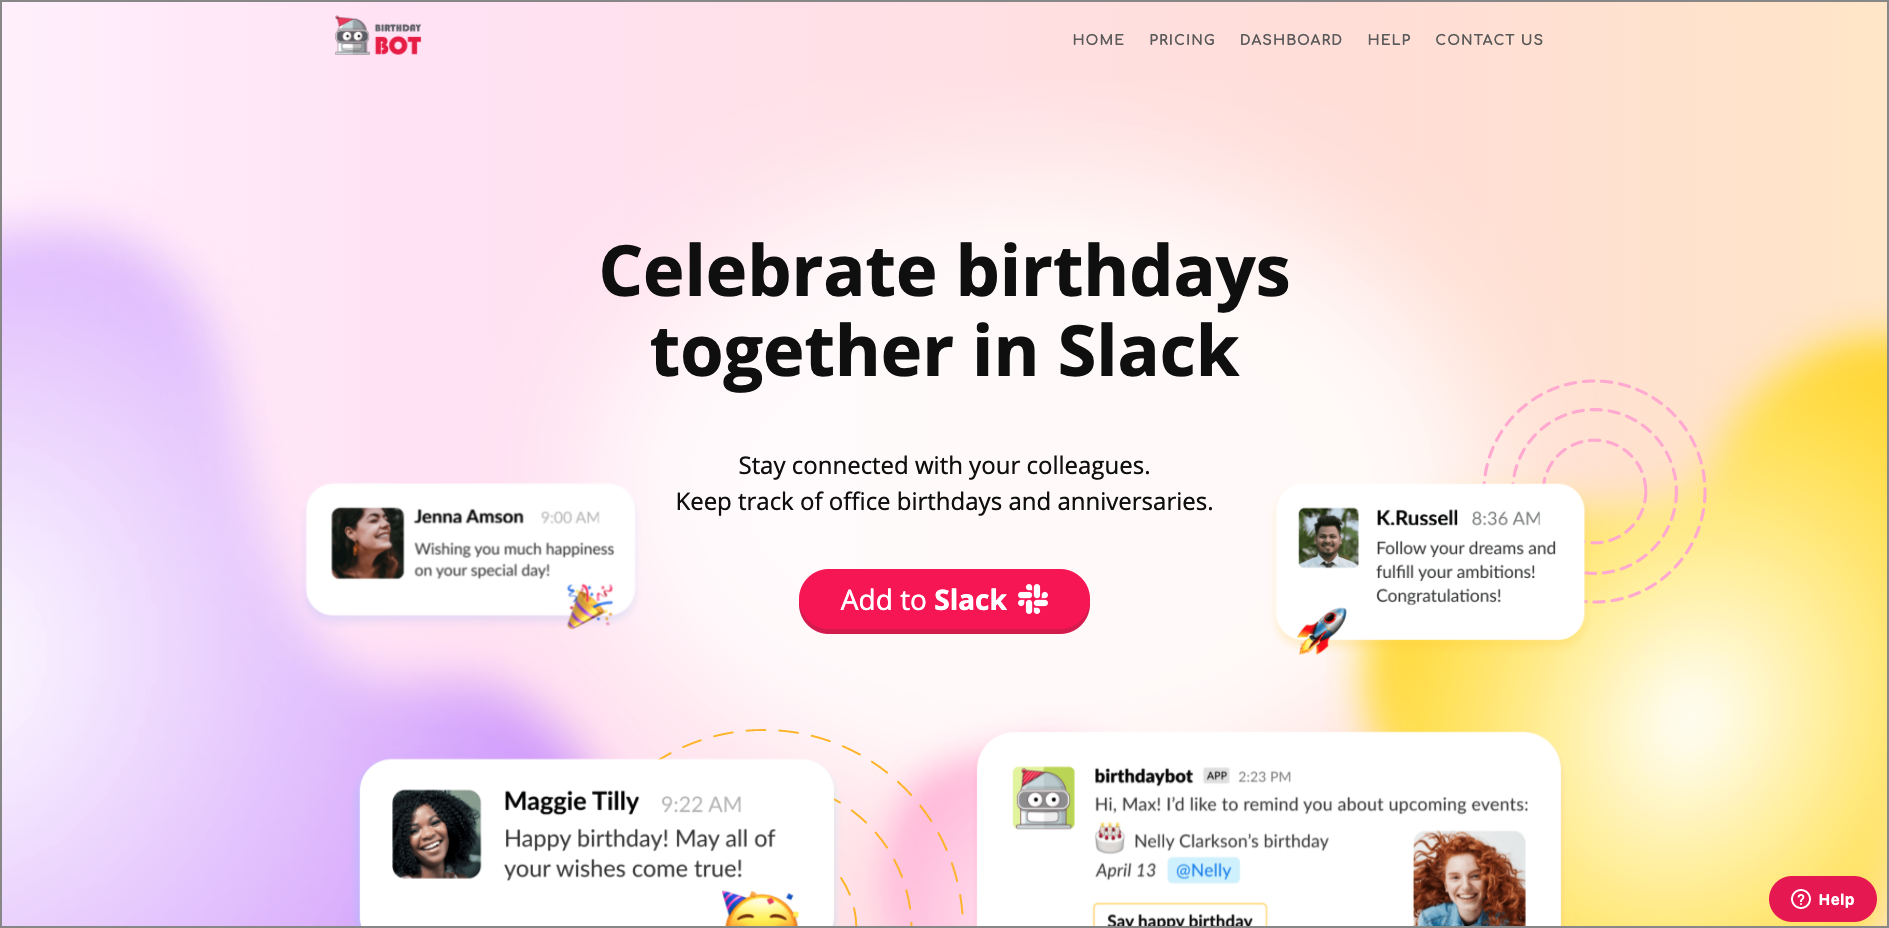 BIRTHDAY
BOT
HOME PRICING DASHBOARD HELP CONTACT US
Celebrate birthdays
together in Slack
Stay connected with your colleagues.
Keep track of office birthdays and anniversaries.
Jenna Amson 9:00 AM
Wishing you much happiness
on your special day!
Add to Slack
K.Russell 8:36 AM
Follow your dreams and
fulfill your ambitions!
Congratulations!
Maggie Tilly 9:22 AM
Happy birthday! May all of
your wishes come true!
birthdaybot APP 2:23 PM
Hi, Max! I'd like to remind you about upcoming events:
Nelly Clarkson's birthday
April 13 @Nelly
Say happy birthday
Help